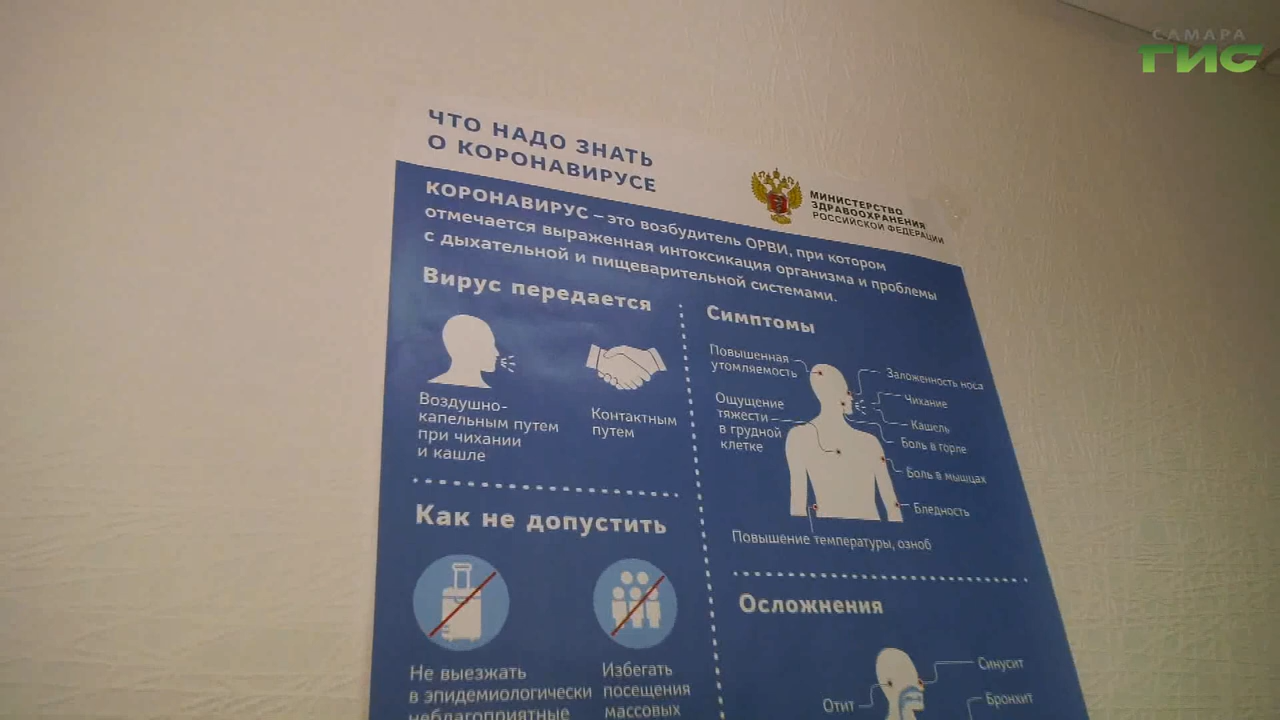 САМАРА
ГИС
ЧТО НАДО ЗНАТЬ
О КОРОНАВИРУСЕ
МИНИСТЕРСТВО
ЗДРАВООХРАНЕНИЯ
РОССИЙСКОЙ ФЕДЕРАЦИИ
КОРОНАВИРУС – это возбудитель ОРВИ, при котором
отмечается выраженная интоксикация организма и проблемы
с дыхательной и пищеварительной системами.
Вирус передается
Воздушно-
капельным путем
при чихании
и кашле
Контактным
путем
Симптомы
Повышенная
утомляемость
Ощущение
тяжести
в грудной
клетке
Заложенность носа
Чихание
Кашель
Боль в горле
Боль в мышцах
Бледность
Повышение температуры, озноб
Как не допустить
Не выезжать
в эпидемиологически
неблагоприятные
Избегать
посещения
массовых
Осложнения
Синусит
Отит
Бронхит